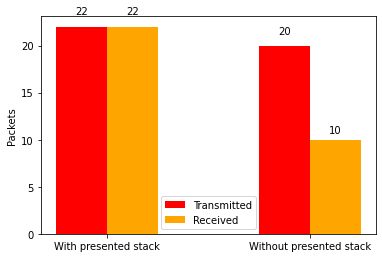 22 22
20
10
Packets
20
15
10
5
0
Transmitted
Received
With presented stack Without presented stack